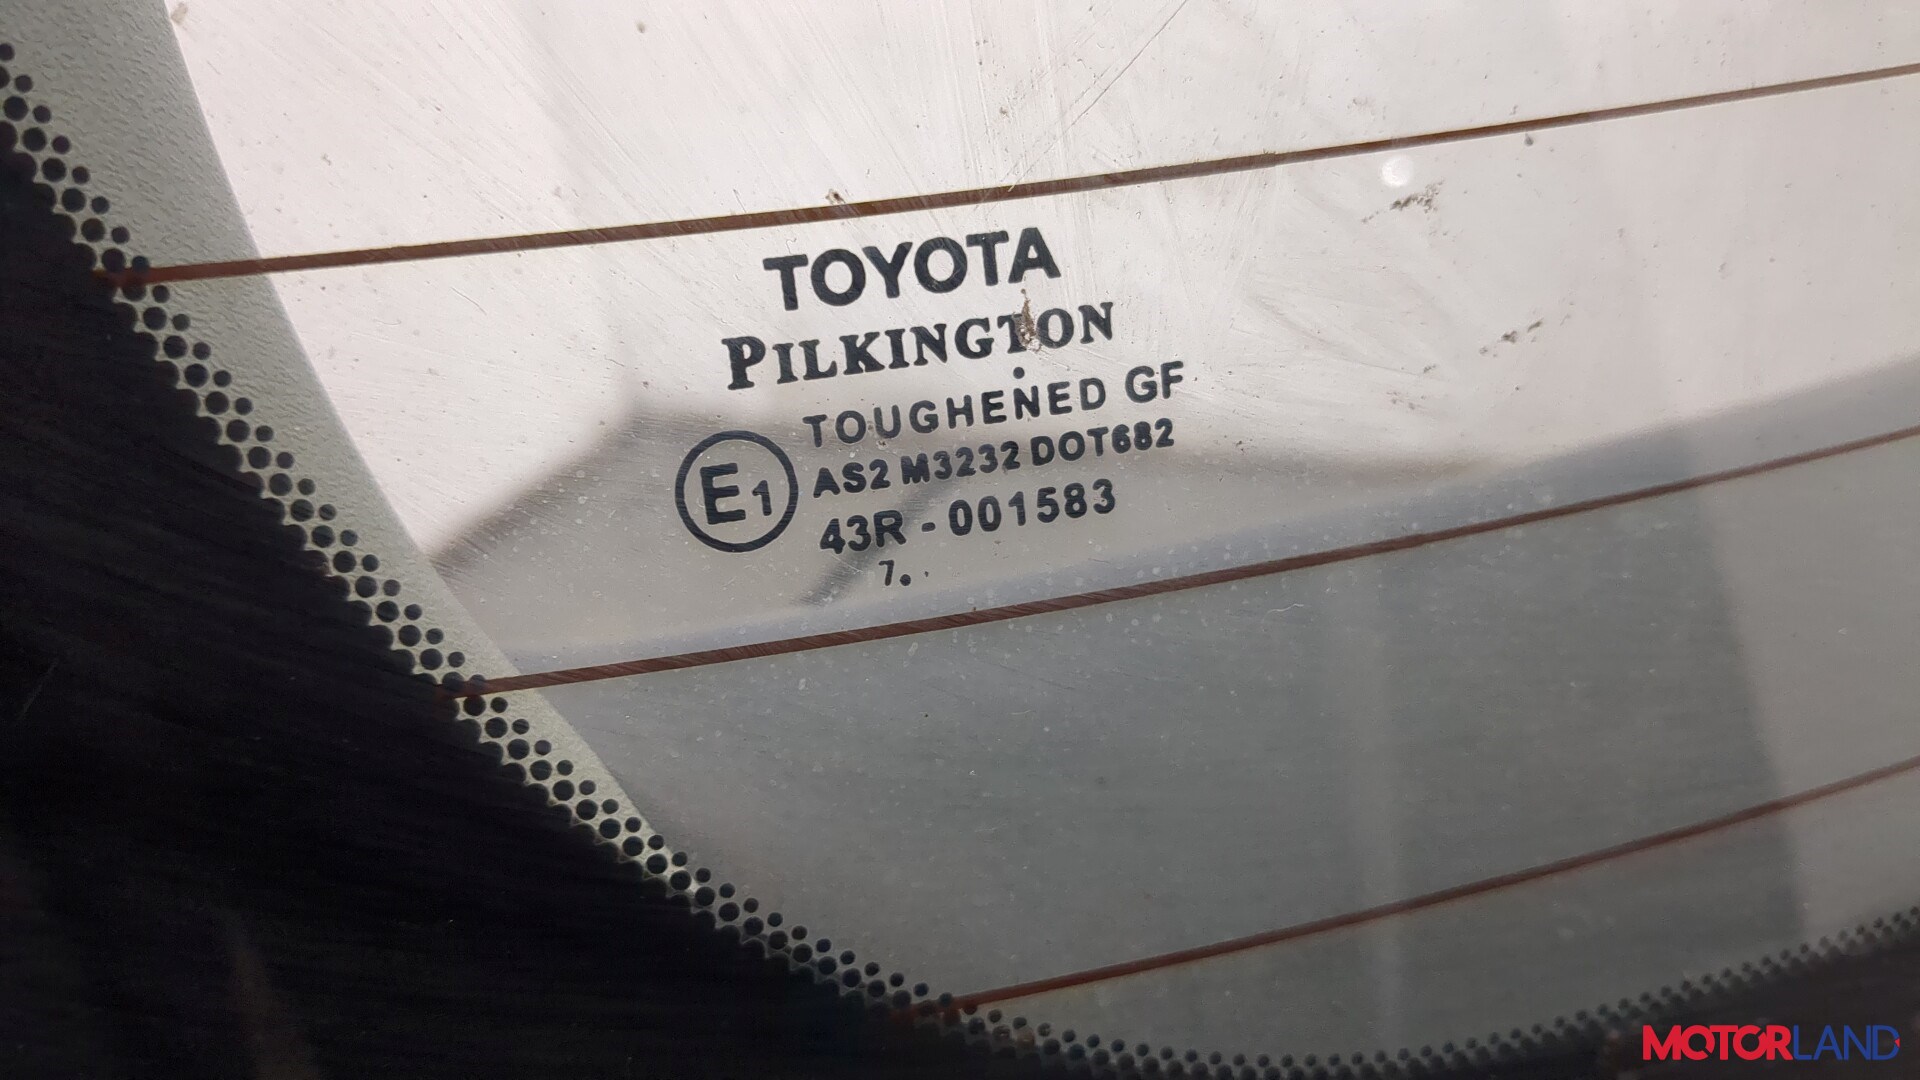 TOYOTA
PILKINGTON
TOUGHENED GF
E1
AS2 M3232 DOT682
43R - 001583
7.
MOTORLAND